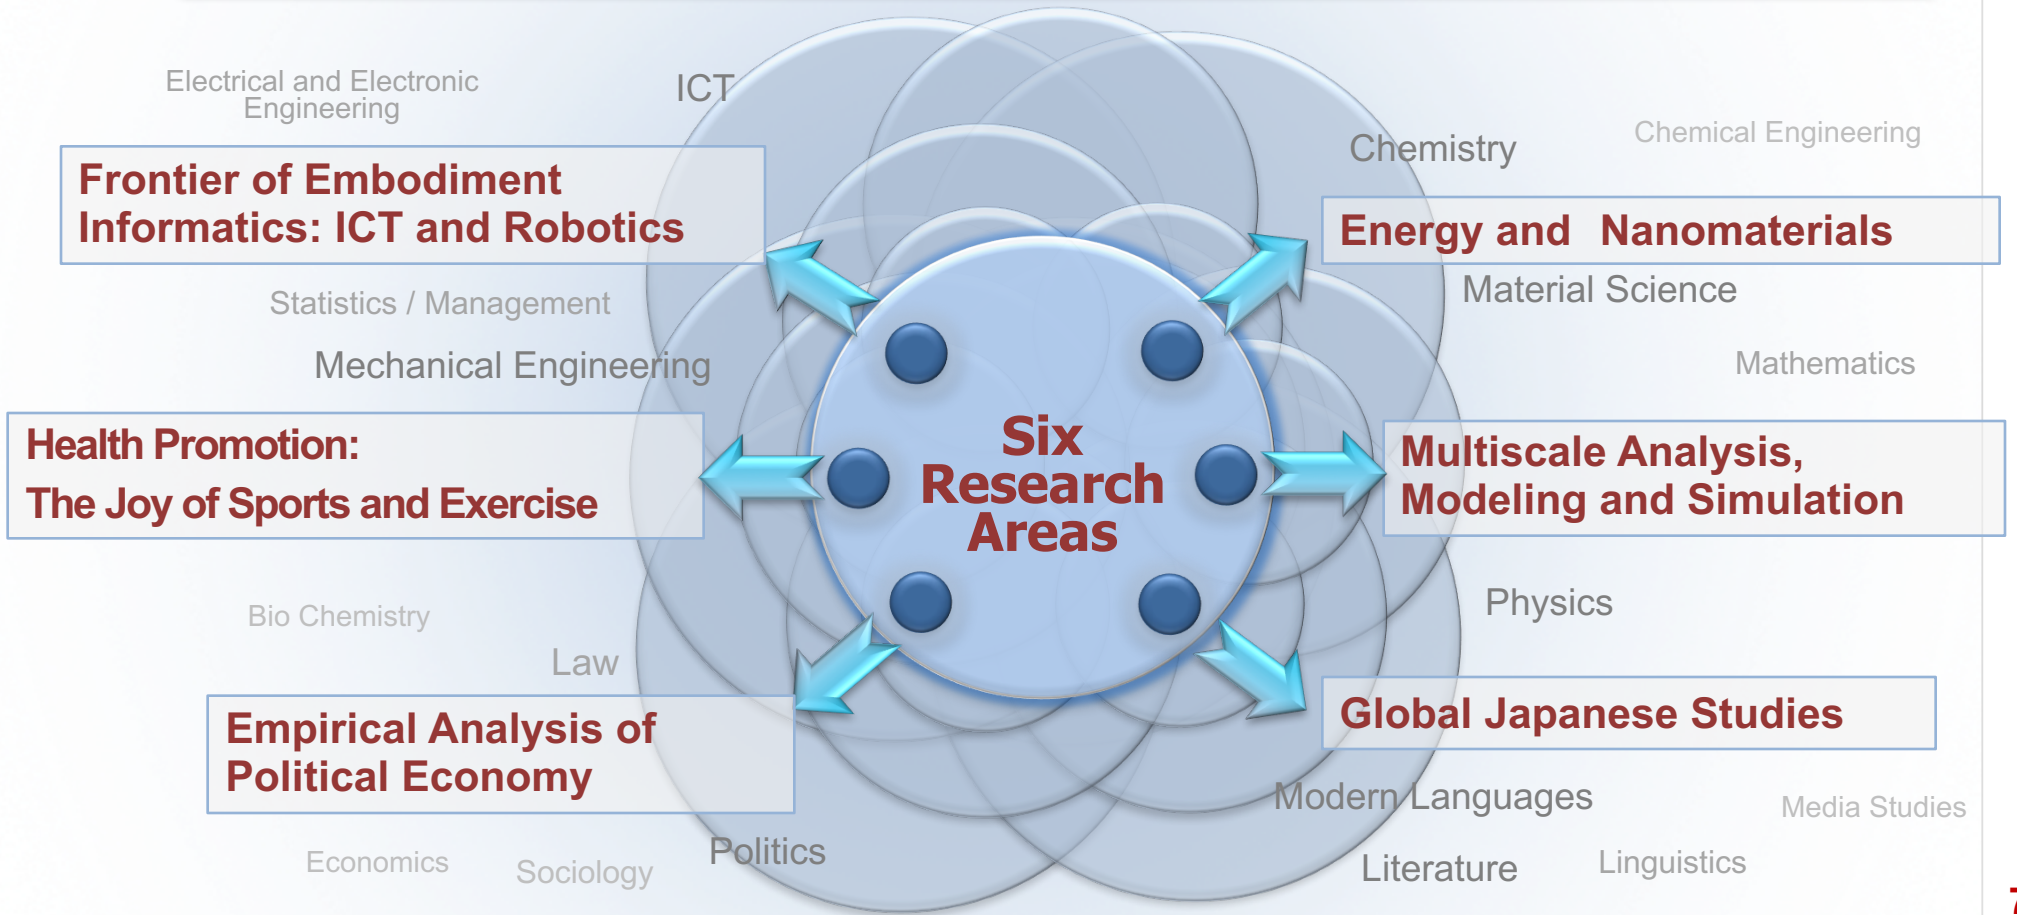 Electrical and Electronic
Engineering
ICT
Chemistry
Chemical Engineering
Frontier of Embodiment
Informatics: ICT and Robotics
Energy and Nanomaterials
Statistics / Management
Material Science
Mechanical Engineering
Mathematics
Health Promotion:
The Joy of Sports and Exercise
Six
Research
Areas
Multiscale Analysis,
Modeling and Simulation
Bio Chemistry
Physics
Law
Empirical Analysis of
Political Economy
Global Japanese Studies
Modern Languages
Media Studies
Politics
Economics
Sociology
Literature
Linguistics